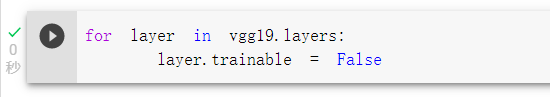 for layer in vgg19.layers:
layer.trainable = False
0
秒